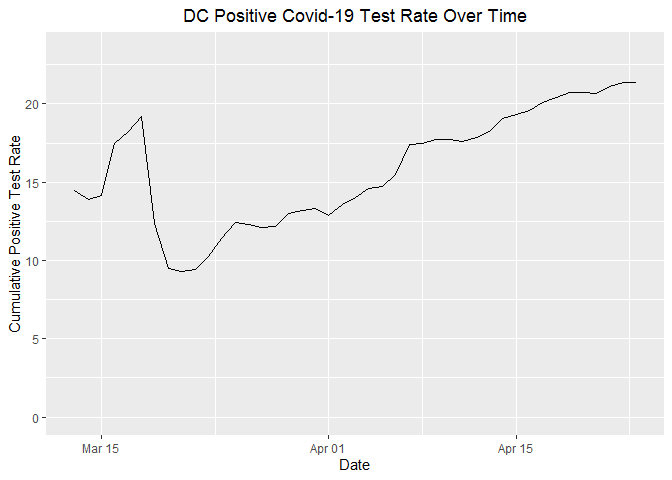 DC Positive Covid-19 Test Rate Over Time
Cumulative Positive Test Rate
20
15
10
5
0
Mar 15
Apr 01
Apr 15
Date